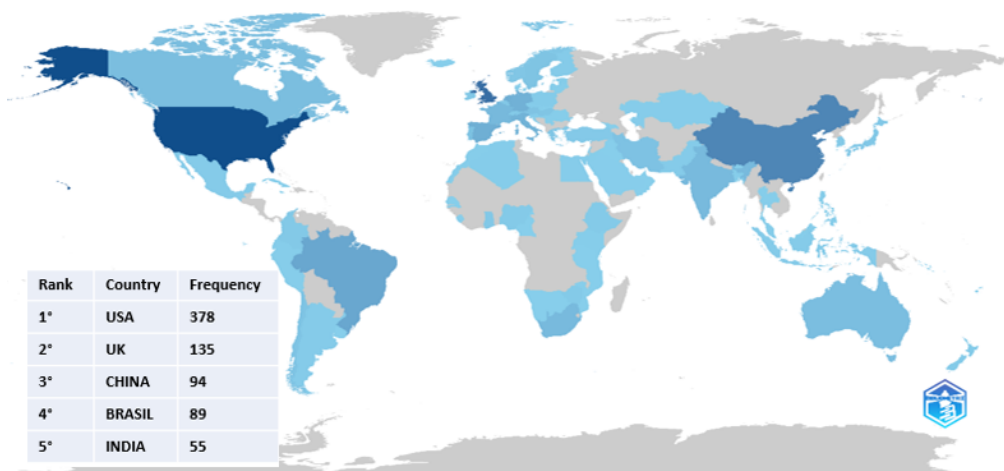 Rank Country Frequency
1° USA 378
2° UK 135
3° CHINA 94
4° BRASIL 89
5° INDIA 55